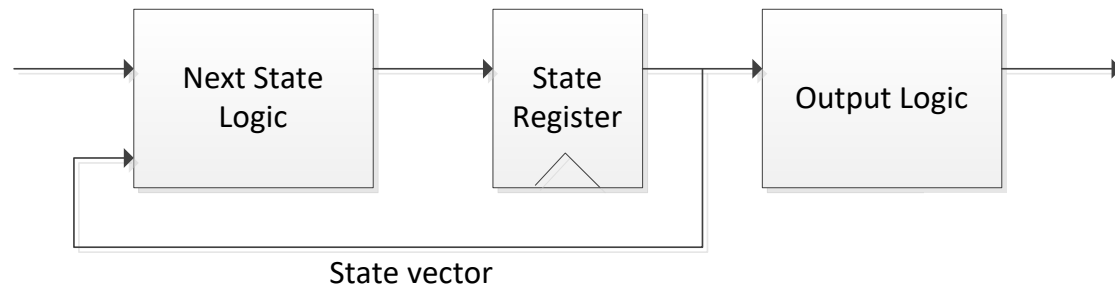 Next State
Logic
State
Register
Output Logic
State vector